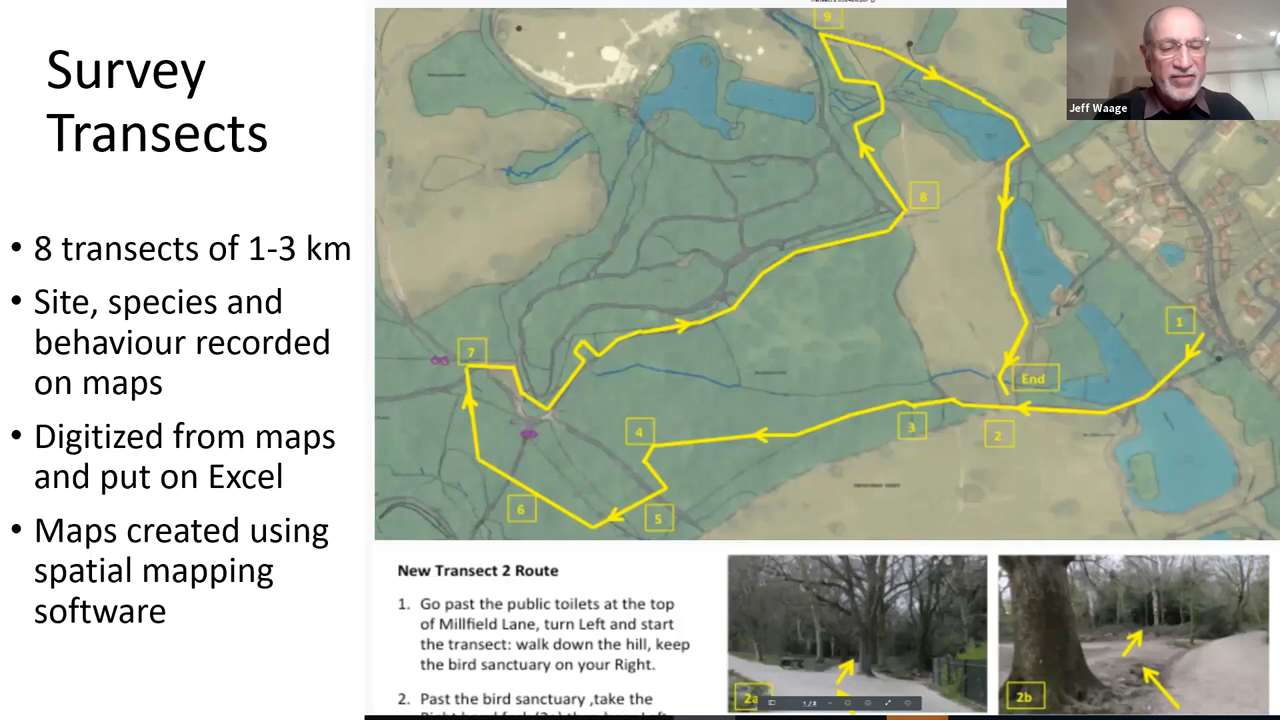 Survey
Transects
• 8 transects of 1-3 km
• Site, species and
behaviour recorded
on maps
• Digitized from maps
and put on Excel
• Maps created using
spatial mapping
software
9
8
1
7
End
4
3
2
6
5
Jeff Waage
New Transect 2 Route
1. Go past the public toilets at the top
of Millfield Lane, turn Left and start
the transect: walk down the hill, keep
the bird sanctuary on your Right.
2. Past the bird sanctuary ,take the
2a
2b